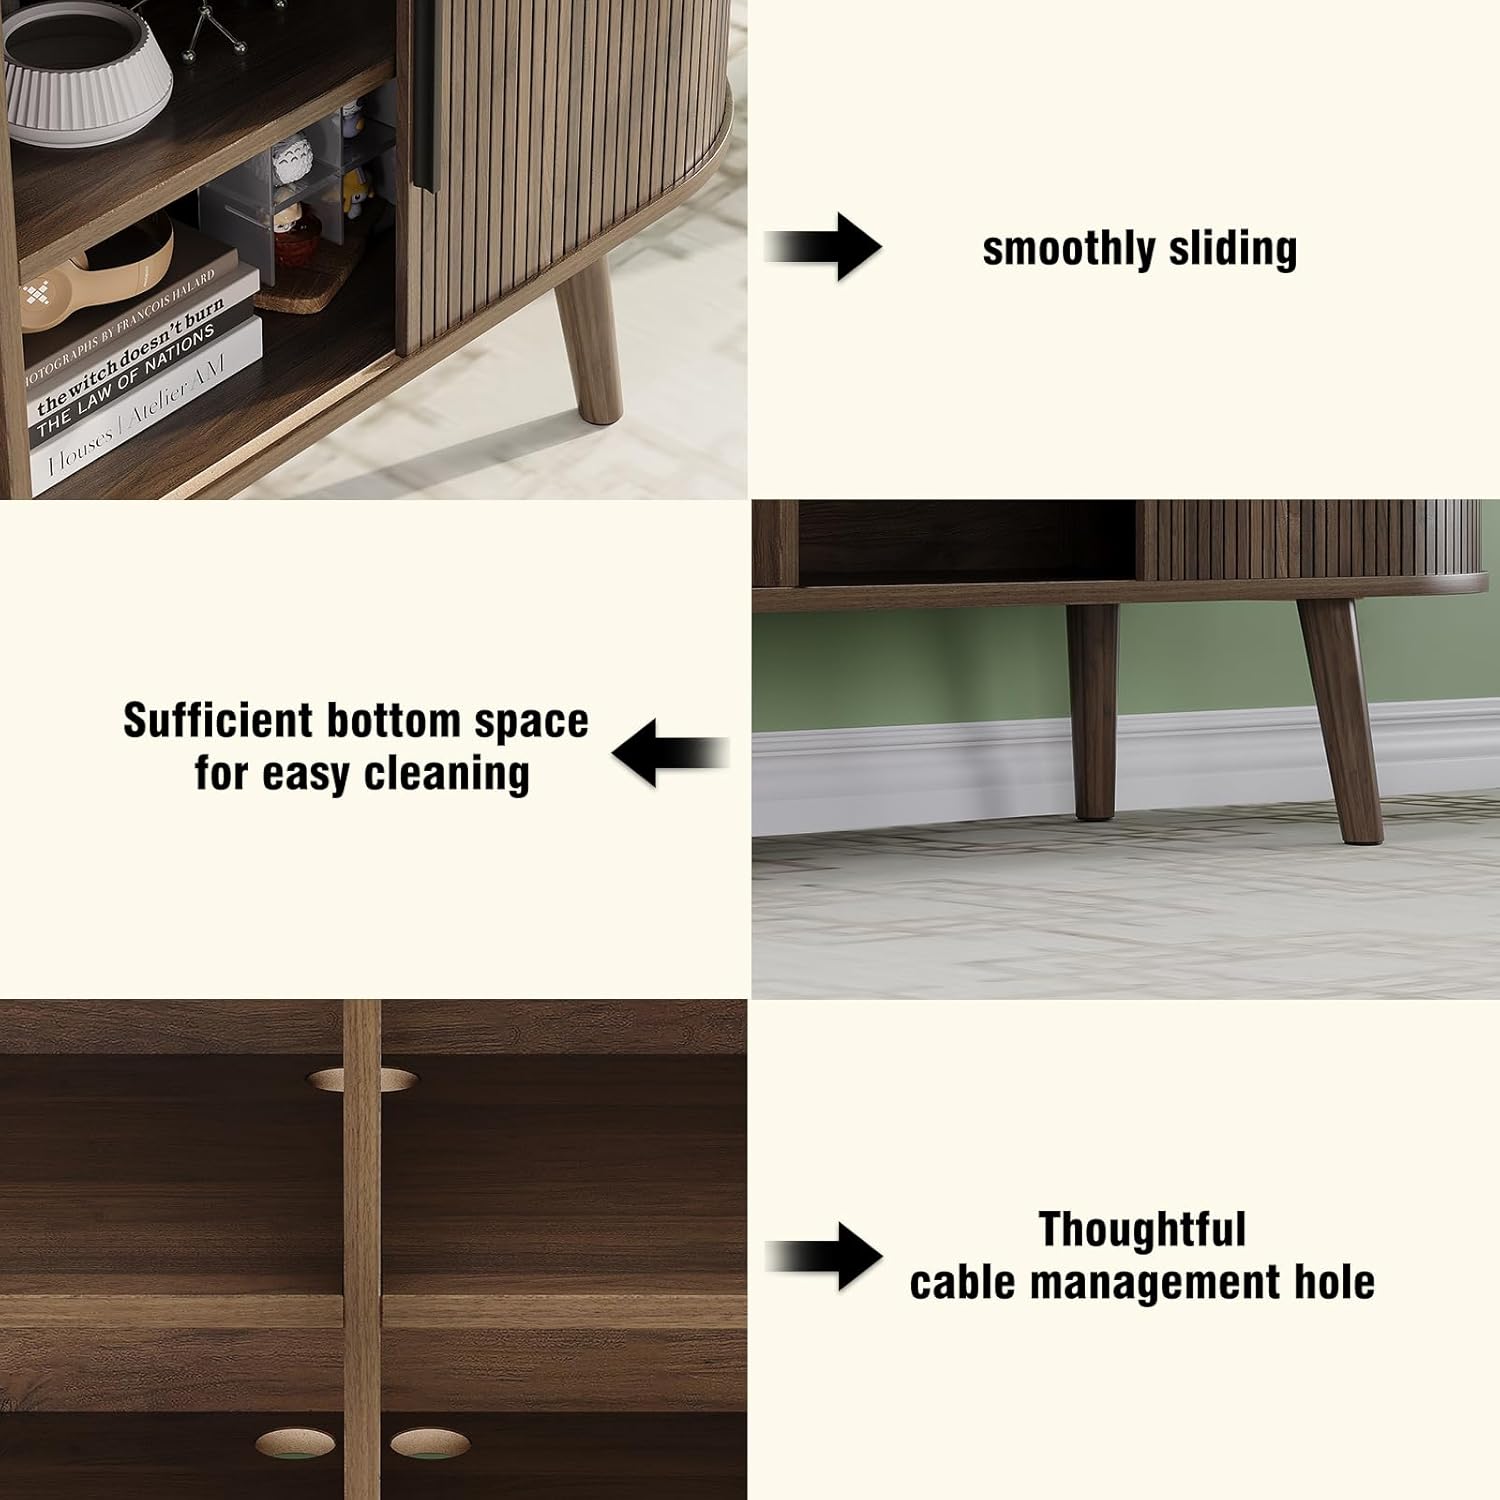 smoothly sliding
OTOGRAPHS BY FRANÇOIS HALARD
the witch doesn't burn
THE LAW OF NATIONS
Houses | Atelier AM
Sufficient bottom space
for easy cleaning
Thoughtful
cable management hole